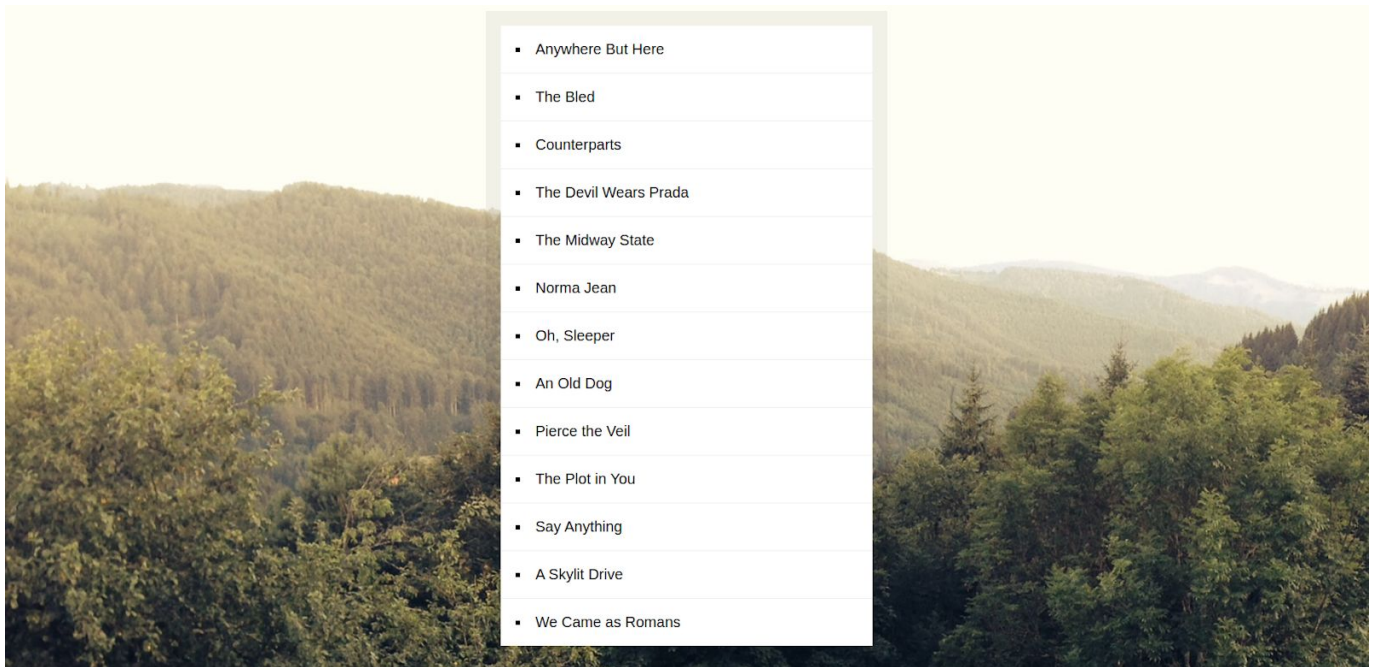 Anywhere But Here
The Bled
Counterparts
The Devil Wears Prada
The Midway State
Norma Jean
Oh, Sleeper
An Old Dog
Pierce the Veil
The Plot in You
Say Anything
A Skylit Drive
We Came as Romans